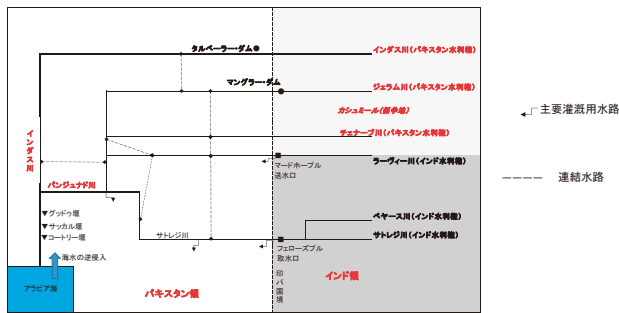 タルベーラー・ダム
インダス川（パキスタン水利権）
マングラー・ダム
ジェラム川（パキスタン水利権）
カシュミール（係争地）
主要灌漑用水路
チェナーブ川（パキスタン水利権）
インダス川
マードホープル
送水口
ラーヴィー川（インド水利権）
連結水路
パンジュナド川
▼グッドゥ堰
▼サッカル堰
▼コートリー堰
ベヤース川（インド水利権）
サトレジ川
サトレジ川（インド水利権）
フェローズプル
取水口
海水の逆侵入
印パ国境
インド領
アラビア海
パキスタン領